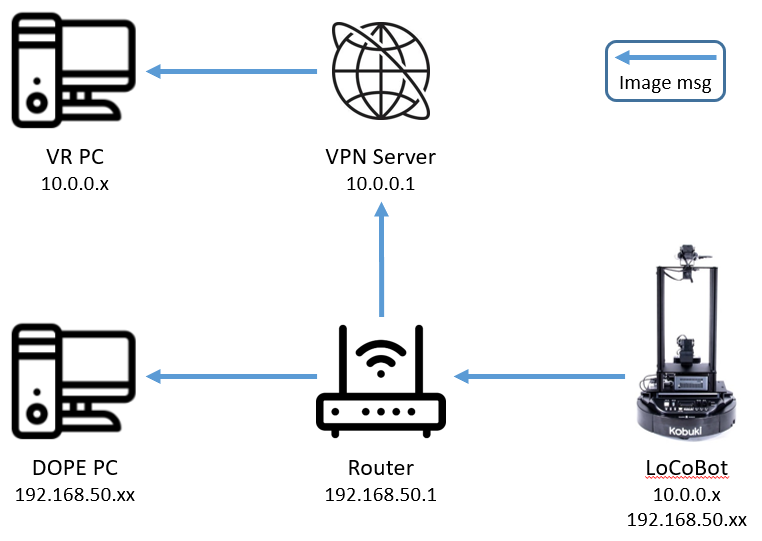 Image msg
VR PC
10.0.0.x
VPN Server
10.0.0.1
Kobuki
DOPE PC
192.168.50.xx
Router
192.168.50.1
LoCoBot
10.0.0.x
192.168.50.xx